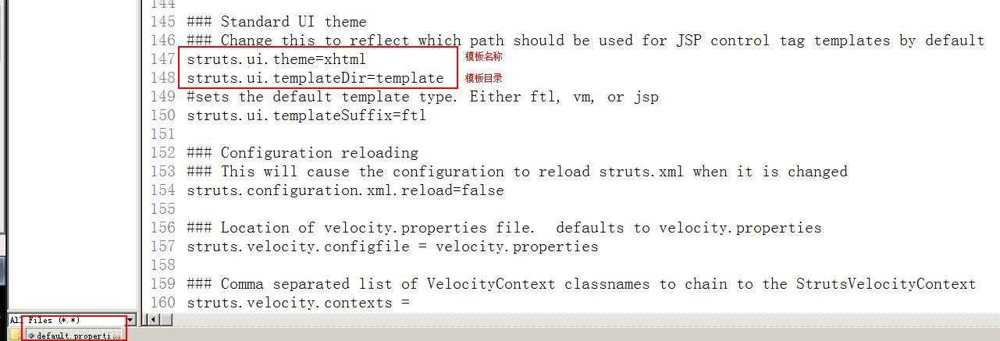 144
145 ### Standard UI theme
146 ### Change this to reflect which path should be used for JSP control tag templates by default
147 struts.ui.theme=xhtml 模板名称
148 struts.ui.templateDir=template 模板目录
149 #sets the default template type. Either ftl, vm, or jsp
150 struts.ui.templateSuffix=ftl
151
152 ### Configuration reloading
153 ### This will cause the configuration to reload struts.xml when it is changed
154 struts.configuration.xml.reload=false
155
156 ### Location of velocity.properties file.  defaults to velocity.properties
157 struts.velocity.configfile = velocity.properties
158
159 ### Comma separated list of VelocityContext classnames to chain to the StrutsVelocityContext
160 struts.velocity.contexts =
All Files (*.*)
default.properti